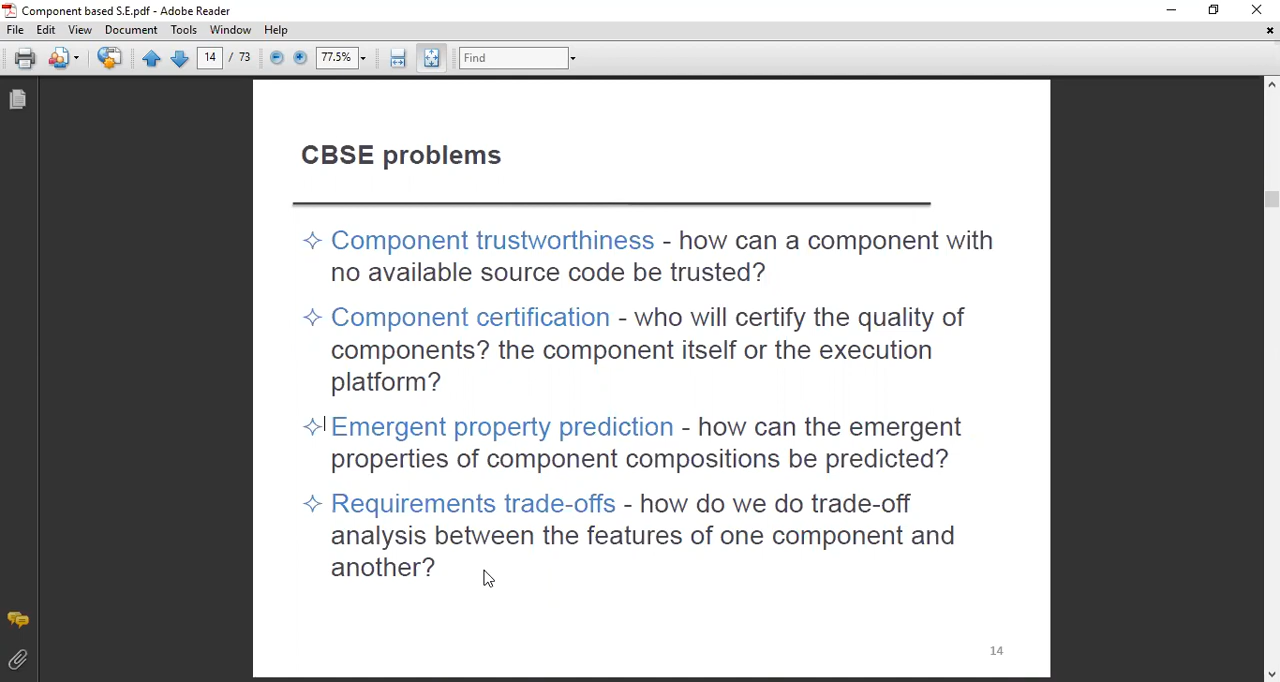 Component based S.E.pdf - Adobe Reader
File Edit View Document Tools Window Help
14 / 73 77.5% Find
CBSE problems
Component trustworthiness - how can a component with
no available source code be trusted?
Component certification - who will certify the quality of
components? the component itself or the execution
platform?
Emergent property prediction - how can the emergent
properties of component compositions be predicted?
Requirements trade-offs - how do we do trade-off
analysis between the features of one component and
another?
14